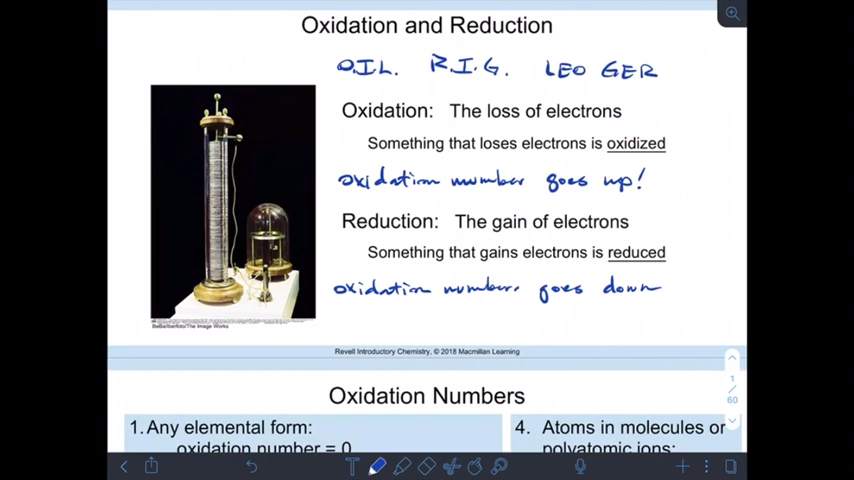 Oxidation and Reduction
O.I.L. R.I.G. LEO GER
Oxidation: The loss of electrons
Something that loses electrons is oxidized
oxidation number goes up!
Reduction: The gain of electrons
Something that gains electrons is reduced
oxidation number goes down
BeBa/Iberfoto/The Image Works
Revell Introductory Chemistry, © 2018 Macmillan Learning
1
/
60
Oxidation Numbers
1. Any elemental form:
oxidation number = 0
4. Atoms in molecules or
polyatomic ions: